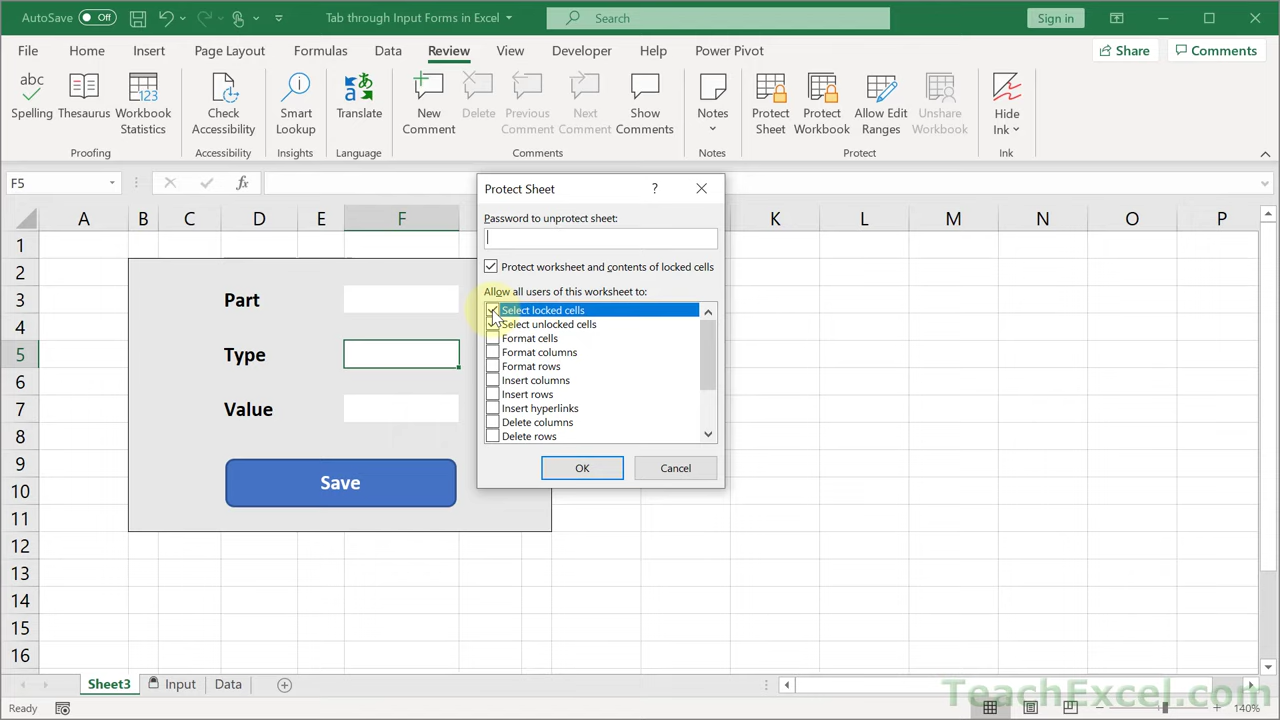 AutoSave Off
Tab through Input Forms in Excel
Search
Sign in
File Home Insert Page Layout Formulas Data Review View Developer Help Power Pivot Share Comments
abc
123
Spelling Thesaurus Workbook Statistics
Check Accessibility
Smart Lookup
Translate
New Comment
Delete
Previous Comment
Next Comment
Show Comments
Notes
Protect Sheet
Protect Workbook
Allow Edit Ranges
Unshare Workbook
Hide Ink
Proofing Accessibility Insights Language Comments Notes Protect Ink
F5
fx
A B C D E F K L M N O P
1
2
3
4
5
6
7
8
9
10
11
12
13
14
15
16
Part
Type
Value
Save
Protect Sheet ?
Password to unprotect sheet:
Protect worksheet and contents of locked cells
Allow all users of this worksheet to:
Select locked cells
Select unlocked cells
Format cells
Format columns
Format rows
Insert columns
Insert rows
Insert hyperlinks
Delete columns
Delete rows
OK Cancel
Sheet3 Input Data
TeachExcel.com
Ready
140%